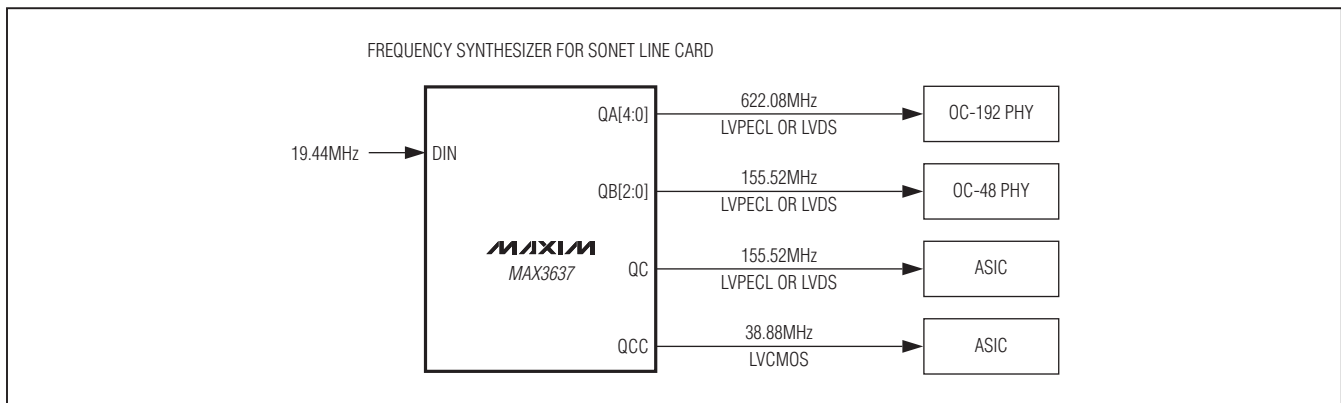 FREQUENCY SYNTHESIZER FOR SONET LINE CARD
19.44MHz
DIN
MAXIM
MAX3637
QA[4:0]
622.08MHz
LVPECL OR LVDS
OC-192 PHY
QB[2:0]
155.52MHz
LVPECL OR LVDS
OC-48 PHY
QC
155.52MHz
LVPECL OR LVDS
ASIC
QCC
38.88MHz
LVCMOS
ASIC